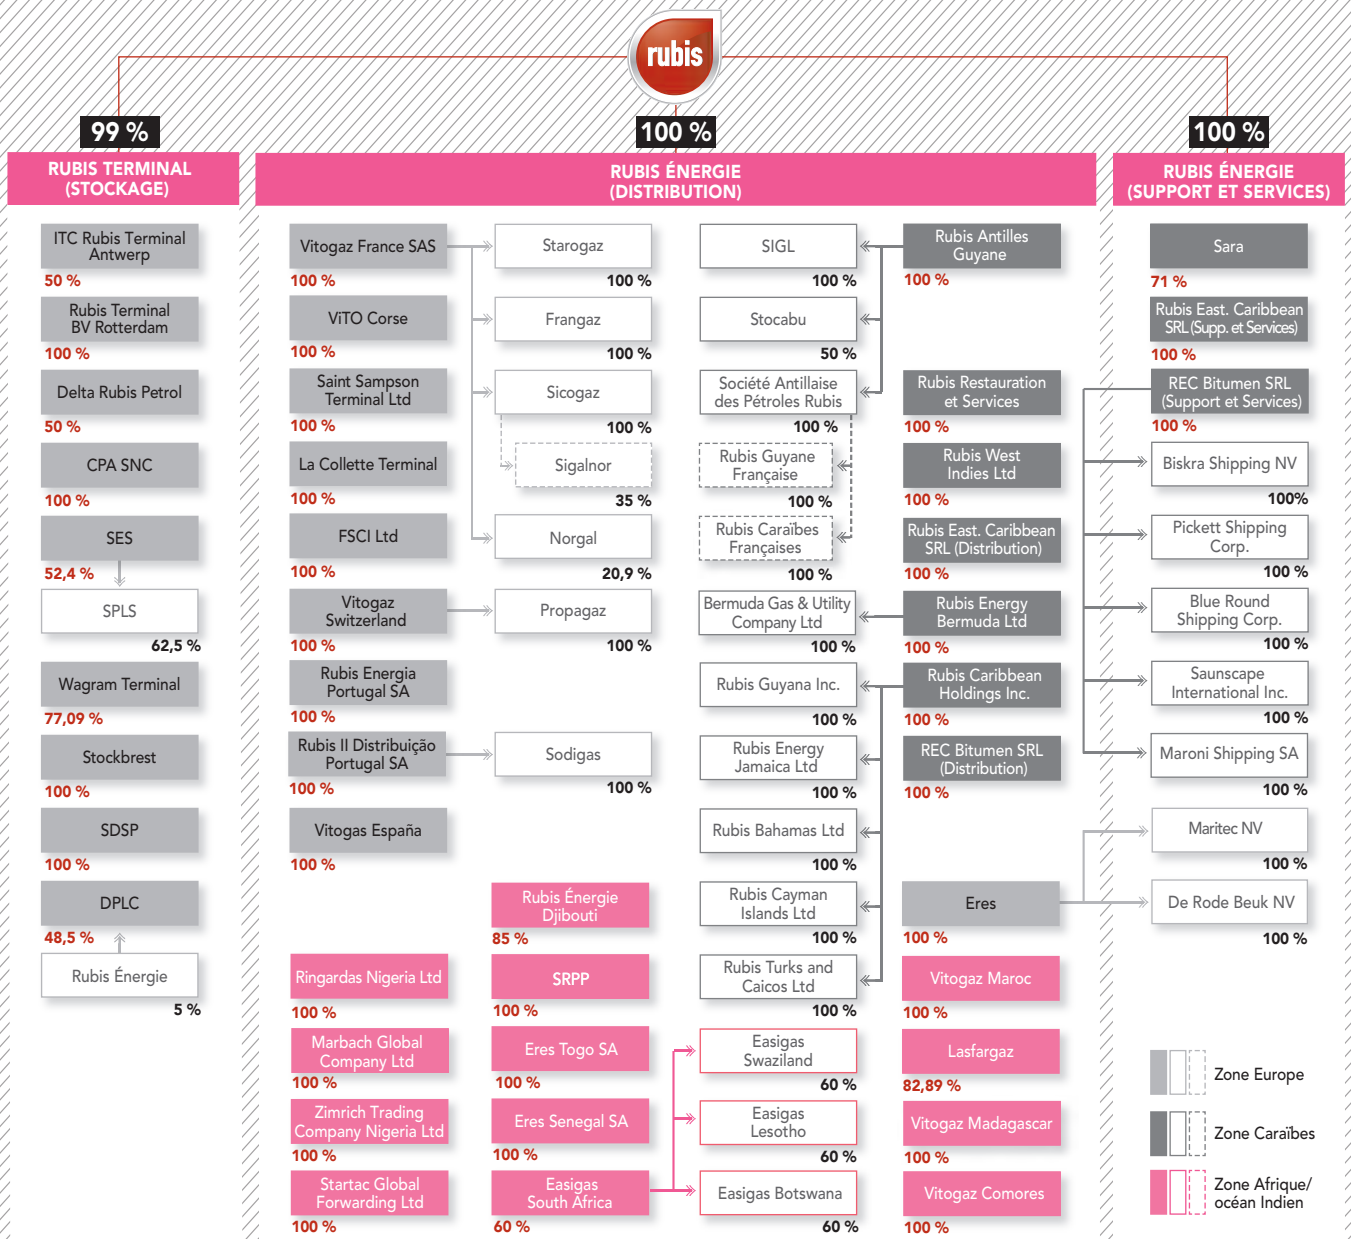 rubis
99 %
100 %
100 %
RUBIS TERMINAL
(STOCKAGE)
RUBIS ÉNERGIE
(DISTRIBUTION)
RUBIS ÉNERGIE
(SUPPORT ET SERVICES)
ITC Rubis Terminal
Antwerp
50 %
Rubis Terminal
BV Rotterdam
100 %
Delta Rubis Petrol
50 %
CPA SNC
100 %
SES
52,4 %
SPLS
62,5 %
Wagram Terminal
77,09 %
Stockbrest
100 %
SDSP
100 %
DPLC
48,5 %
Rubis Énergie
5 %
Vitogaz France SAS
100 %
ViTO Corse
100 %
Saint Sampson
Terminal Ltd
100 %
La Collette Terminal
100 %
FSCI Ltd
100 %
Vitogaz
Switzerland
100 %
Rubis Energia
Portugal SA
100 %
Rubis II Distribuição
Portugal SA
100 %
Vitogas España
100 %
Ringardas Nigeria Ltd
100 %
Marbach Global
Company Ltd
100 %
Zimrich Trading
Company Nigeria Ltd
100 %
Startac Global
Forwarding Ltd
100 %
Starogaz
100 %
Frangaz
100 %
Sicogaz
100 %
Sigalnor
35 %
Norgal
20,9 %
Propagaz
100 %
Sodigas
100 %
Rubis Énergie
Djibouti
85 %
SRPP
100 %
Eres Togo SA
100 %
Eres Senegal SA
100 %
Easigas
South Africa
60 %
SIGL
100 %
Stocabu
50 %
Société Antillaise
des Pétroles Rubis
100 %
Rubis Guyane
Française
100 %
Rubis Caraïbes
Françaises
100 %
Bermuda Gas & Utility
Company Ltd
100 %
Rubis Guyana Inc.
100 %
Rubis Energy
Jamaica Ltd
100 %
Rubis Bahamas Ltd
100 %
Rubis Cayman
Islands Ltd
100 %
Rubis Turks and
Caicos Ltd
100 %
Easigas
Swaziland
60 %
Easigas
Lesotho
60 %
Easigas Botswana
60 %
Rubis Antilles
Guyane
100 %
Rubis Restauration
et Services
100 %
Rubis West
Indies Ltd
100 %
Rubis East. Caribbean
SRL (Distribution)
100 %
Rubis Energy
Bermuda Ltd
100 %
Rubis Caribbean
Holdings Inc.
100 %
REC Bitumen SRL
(Distribution)
100 %
Eres
100 %
Vitogaz Maroc
100 %
Lasfargaz
82,89 %
Vitogaz Madagascar
100 %
Vitogaz Comores
100 %
Sara
71 %
Rubis East. Caribbean
SRL (Supp. et Services)
100 %
REC Bitumen SRL
(Support et Services)
100 %
Biskra Shipping NV
100%
Pickett Shipping
Corp.
100 %
Blue Round
Shipping Corp.
100 %
Saunscape
International Inc.
100 %
Maroni Shipping SA
100 %
Maritec NV
100 %
De Rode Beuk NV
100 %
Zone Europe
Zone Caraïbes
Zone Afrique/
océan Indien